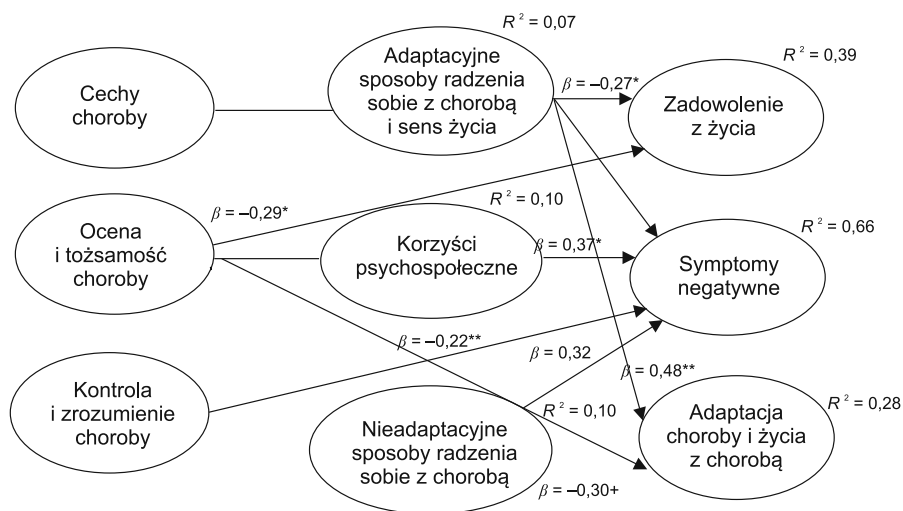 R² = 0,07
Adaptacyjne
sposoby radzenia
sobie z chorobą
i sens życia
Cechy
choroby
β = –0,27*
R² = 0,39
Zadowolenie
z życia
Ocena
i tożsamość
choroby
β = –0,29*
R² = 0,10
Korzyści
psychospołeczne
β = 0,37*
R² = 0,66
Symptomy
negatywne
β = –0,22**
β = 0,32
β = 0,48**
Kontrola
i zrozumienie
choroby
R² = 0,10
Nieadaptacyjne
sposoby radzenia
sobie z chorobą
β = –0,30+
R² = 0,28
Adaptacja
choroby i życia
z chorobą